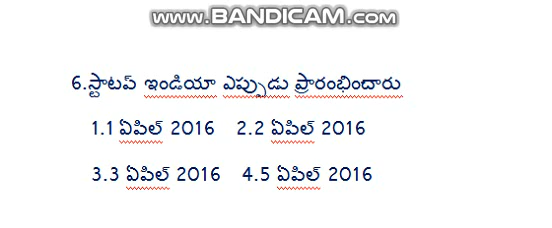 www.BANDICAM.com
6.స్టాటప్ ఇండియా ఎప్పుడు ప్రారంభించారు
1.1 ఏపిల్ 2016 2.2 ఏపిల్ 2016
3.3 ఏపిల్ 2016 4.5 ఏపిల్ 2016